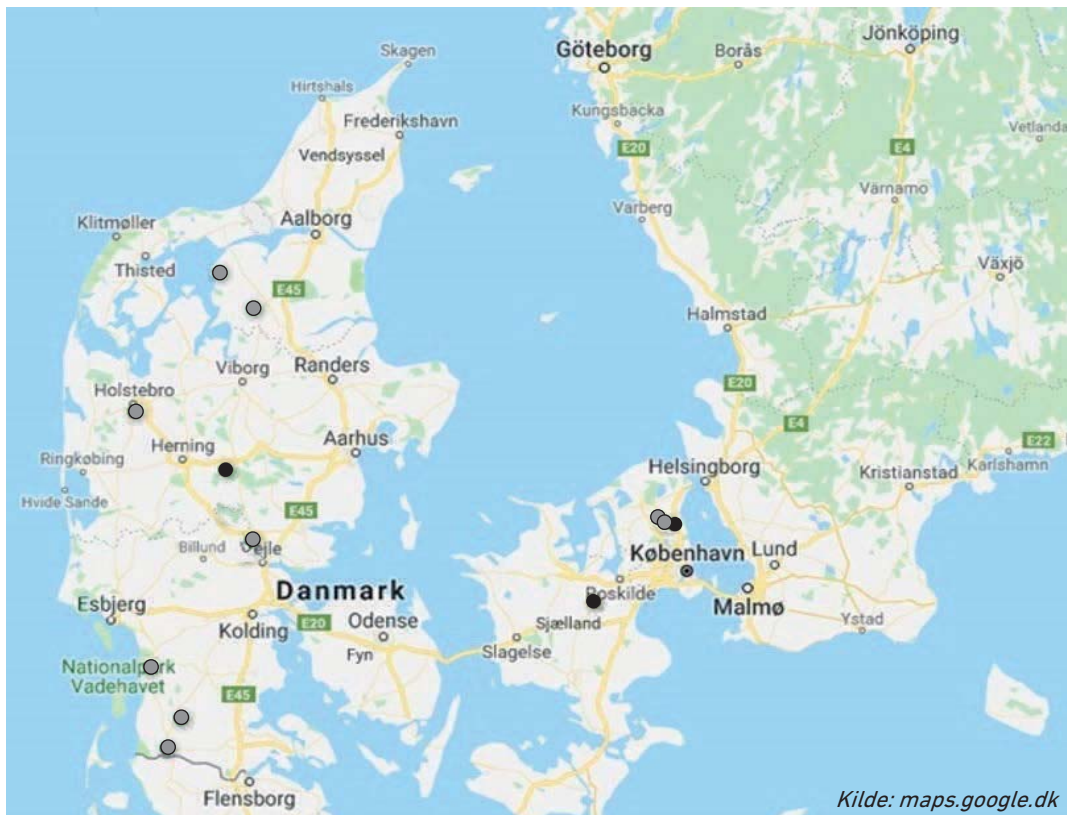 Skagen
Göteborg
Borås
Jönköping
Hirtshals
Kungsbacka
Frederikshavn
Vetlanda
Vendsyssel
E20
E4
Värnamo
Klitmøller
Aalborg
Varberg
Thisted
Växjö
E45
Halmstad
Viborg
Randers
Holstebro
E20
E4
Aarhus
E22
Herning
Ringkøbing
Helsingborg
Karlshamn
Kristianstad
Hvide Sande
E45
Billund
Vejle
København
Lund
Danmark
Roskilde
Esbjerg
Malmø
Kolding
E20
Odense
Sjælland
Ystad
Fyn
Slagelse
Nationalpark
Vadehavet
E45
Flensborg
Kilde: maps.google.dk